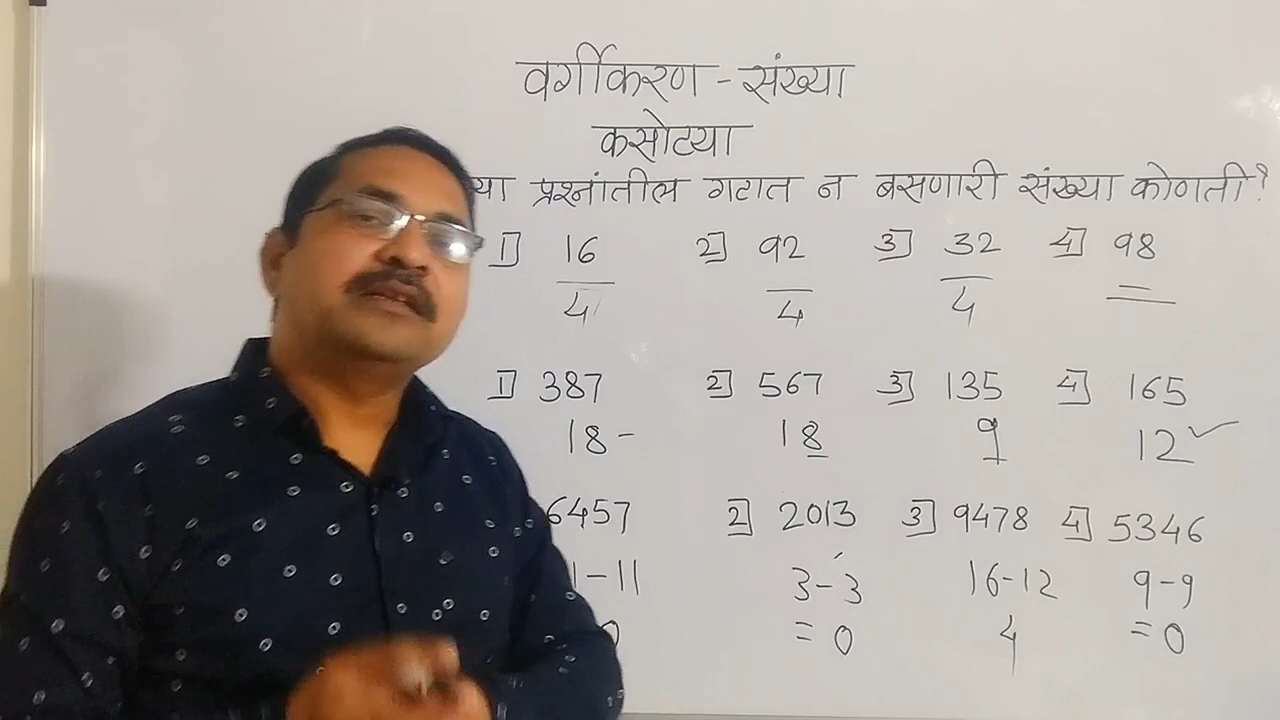 वर्गीकरण - संख्या
कसोट्या
या प्रश्नांतील गटात न बसणारी संख्या कोणती?
1] 16 2] 92 3] 32 4] 98
4 4 4
1] 387 2] 567 3] 135 4] 165
18 - 18 9 12 ✓
6457 2] 2013 3] 9478 4] 5346
1-11 3-3 16-12 9-9
0 = 0 4 = 0